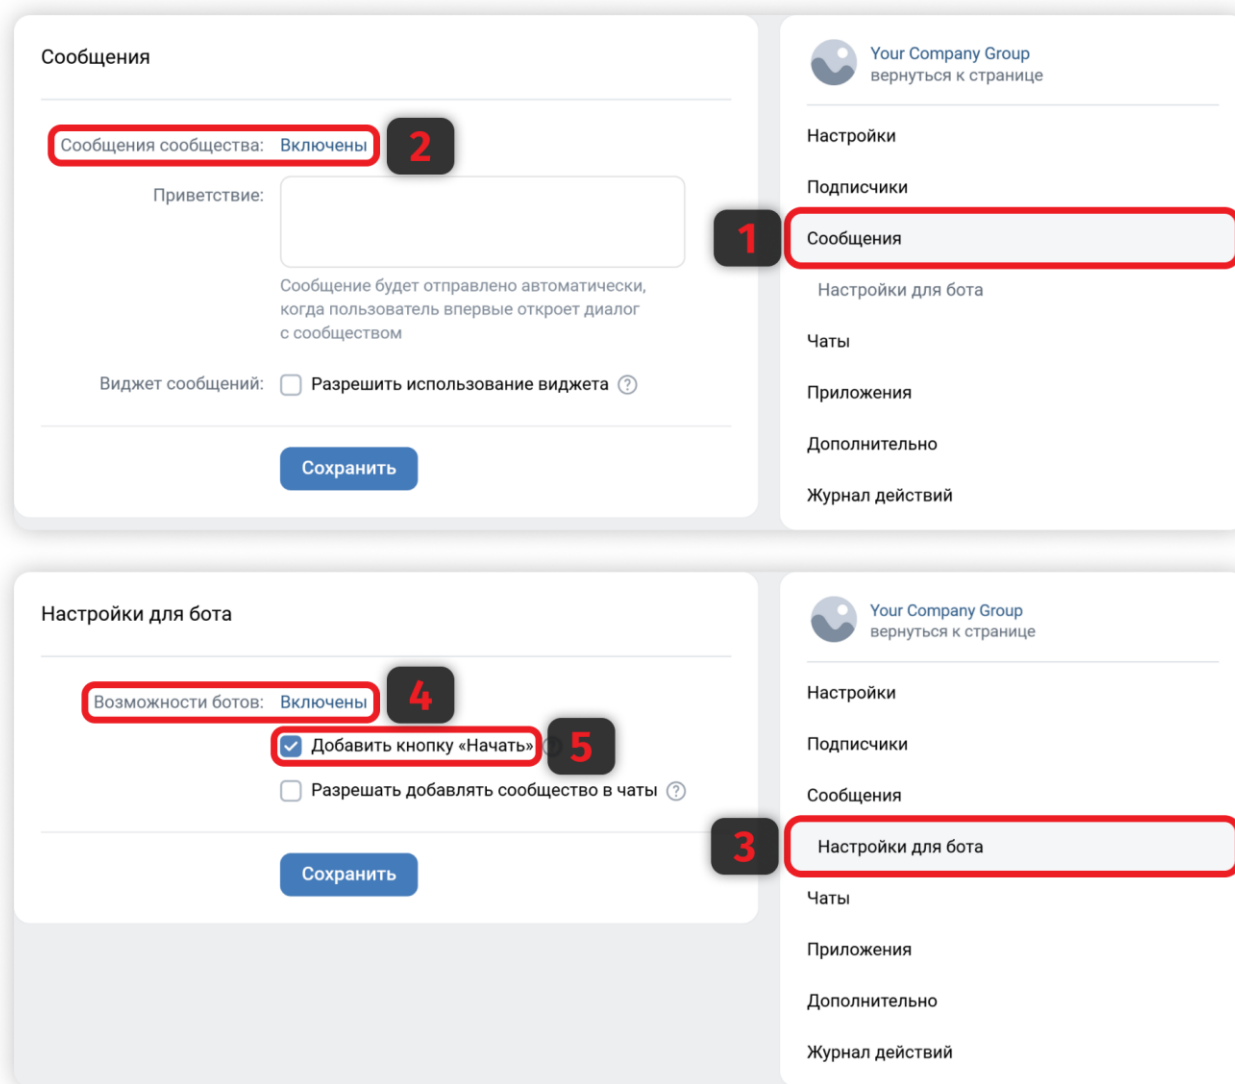 Сообщения
Сообщения сообщества: Включены
2
Приветствие:
Сообщение будет отправлено автоматически,
когда пользователь впервые откроет диалог
с сообществом
Виджет сообщений: Разрешить использование виджета ?
Сохранить
Your Company Group
вернуться к странице
Настройки
Подписчики
1
Сообщения
Настройки для бота
Чаты
Приложения
Дополнительно
Журнал действий
Настройки для бота
Возможности ботов: Включены
4
Добавить кнопку «Начать»
5
Разрешать добавлять сообщество в чаты ?
Сохранить
Your Company Group
вернуться к странице
Настройки
Подписчики
Сообщения
3
Настройки для бота
Чаты
Приложения
Дополнительно
Журнал действий